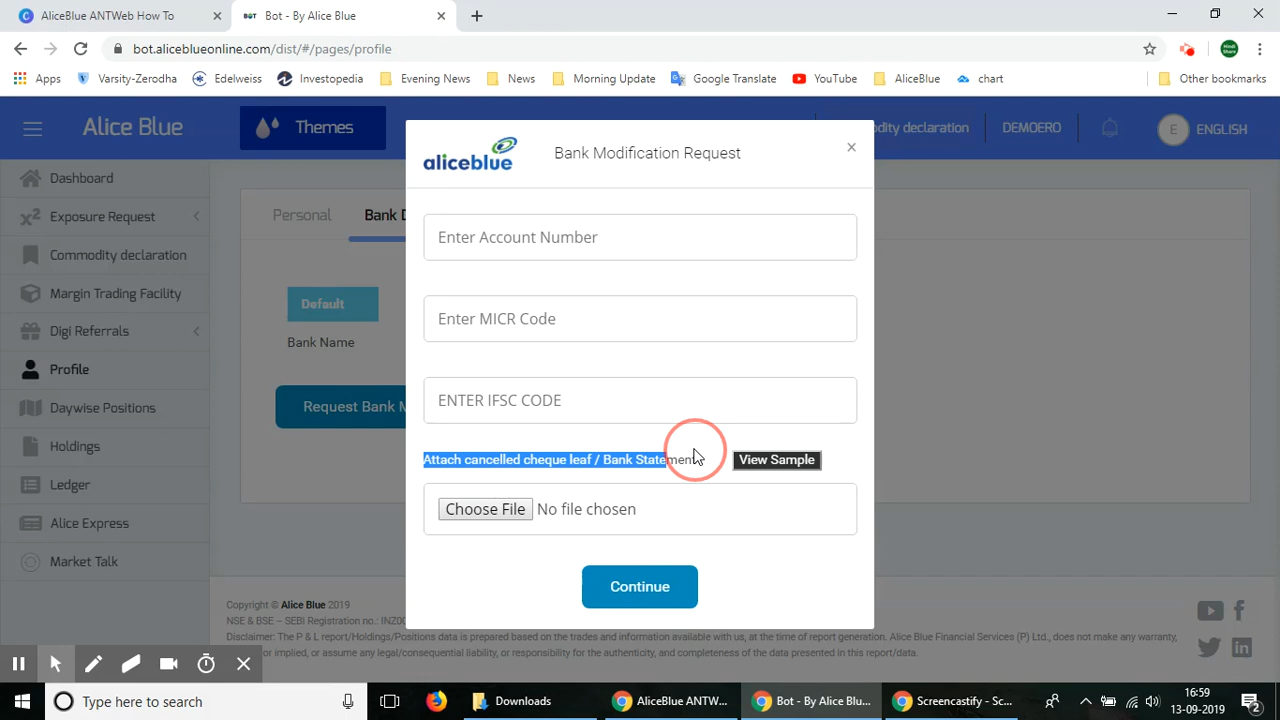 AliceBlue ANTWeb How To
BOT Bot - By Alice Blue
bot.aliceblueonline.com/dist/#/pages/profile
Apps Varsity-Zerodha Edelweiss Investopedia Evening News News Morning Update Google Translate YouTube AliceBlue chart Other bookmarks
Alice Blue Themes dity declaration DEMOERO E ENGLISH
aliceblue Bank Modification Request
Dashboard
Exposure Request
Commodity declaration
Margin Trading Facility
Digi Referrals
Profile
Daywise Positions
Holdings
Ledger
Alice Express
Market Talk
Personal Bank D
Default
Bank Name
Request Bank M
Enter Account Number
Enter MICR Code
ENTER IFSC CODE
Attach cancelled cheque leaf / Bank Statement View Sample
Choose File No file chosen
Continue
Copyright © Alice Blue 2019
NSE & BSE – SEBI Registration no.: INZ00
Disclaimer: The P & L report/Holdings/Positions data is prepared based on the trades and information available with us, at the time of report generation. Alice Blue Financial Services (P) Ltd., does not make any warranty,
or implied, or assume any legal/consequential liability, or responsibility for the authenticity, and completeness of the data presented in this report/data.
Type here to search
Downloads
AliceBlue ANTW...
Bot - By Alice Blu...
Screencastify - Sc...
16:59
13-09-2019
2